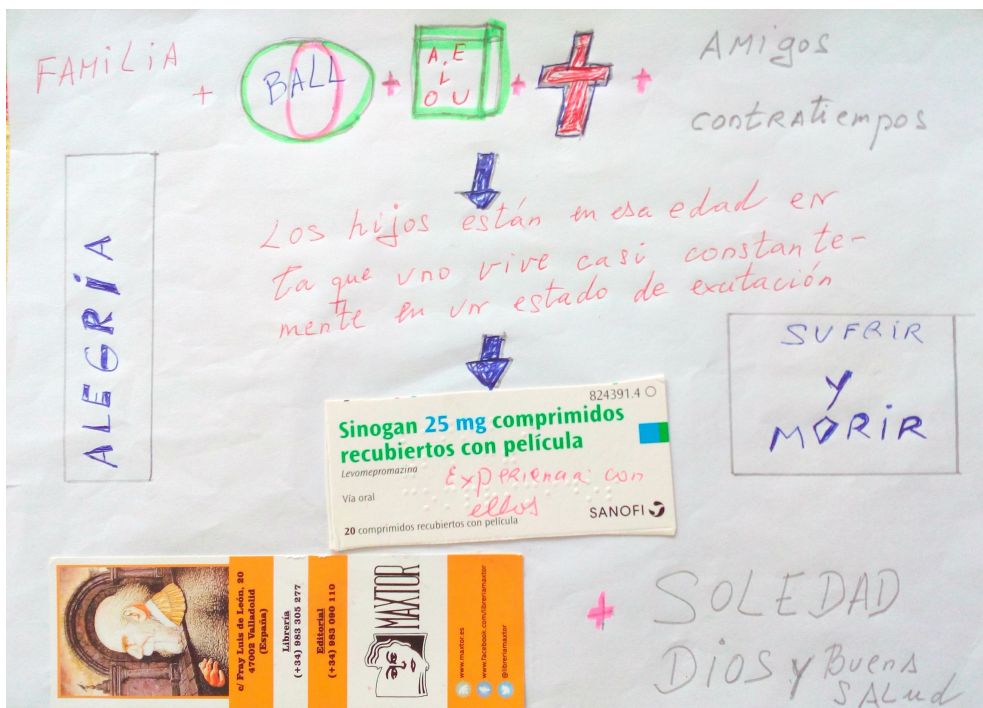 FAMiLiA + BALL + A, E + + AMigos
I
O U
contRAtiempos
ALEGRÍA
Los hijos están en esa edad en
la que uno vive casi constante-
mente en un estado de exutación
SUFRIR
Y
MORIR
824391.4
Sinogan 25 mg comprimidos
recubiertos con película
Levomepromazina
Experiencia con
ellos
Vía oral
20 comprimidos recubiertos con película
SANOFI
c/ Fray Luis de León, 20
47002 Valladolid
(España)
Librería
(+34) 983 305 277
Editorial
(+34) 983 090 110
MAXTOR
www.maxtor.es
www.facebook.com/libreriamaxtor
@libreriamaxtor
+ SOLEDAD
Dios y Buena
SALud